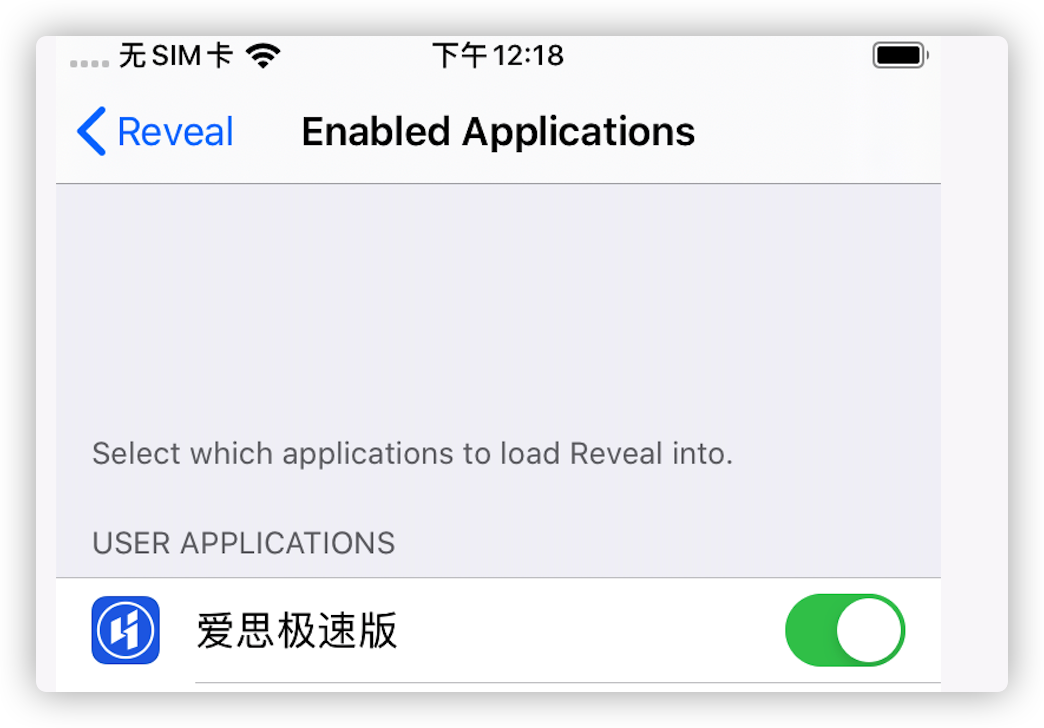 无SIM卡 下午12:18
Reveal Enabled Applications
Select which applications to load Reveal into.
USER APPLICATIONS
爱思极速版